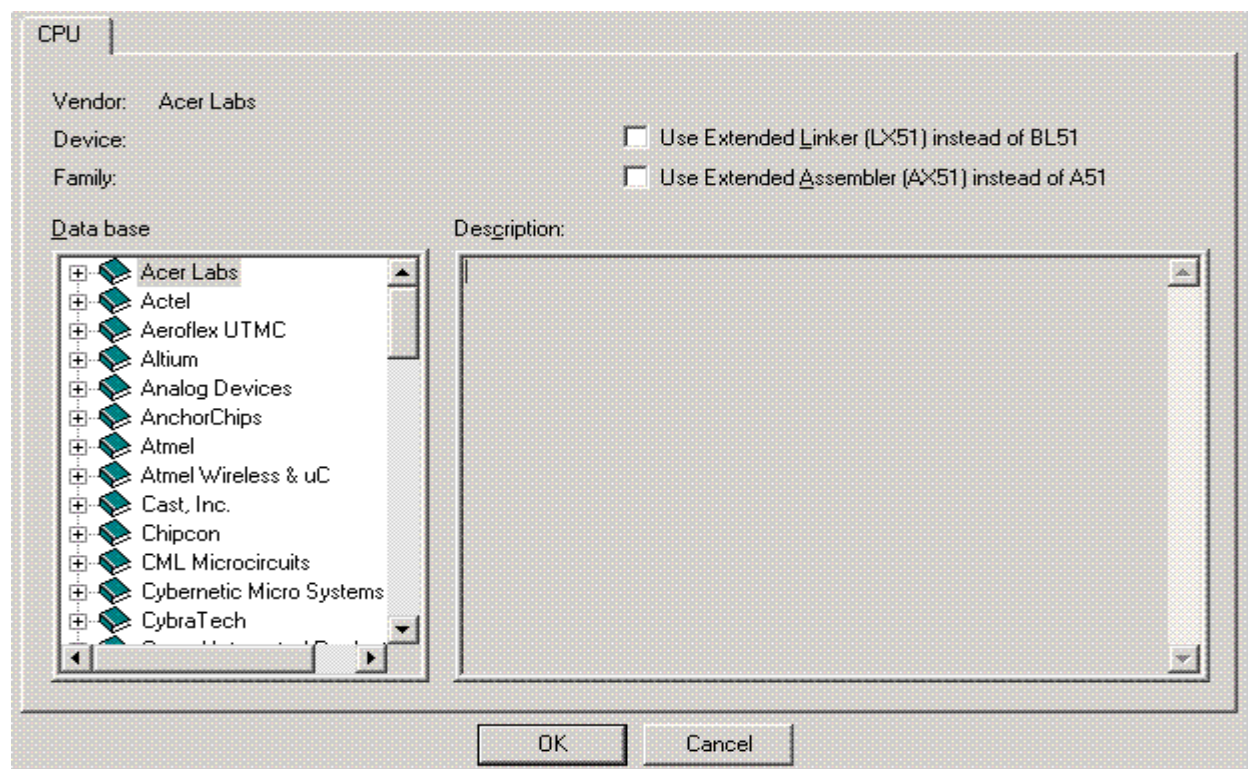 CPU
Vendor: Acer Labs
Device:
Use Extended Linker (LX51) instead of BL51
Family:
Use Extended Assembler (AX51) instead of A51
Data base
Description:
Acer Labs
Actel
Aeroflex UTMC
Altium
Analog Devices
AnchorChips
Atmel
Atmel Wireless & uC
Cast, Inc.
Chipcon
CML Microcircuits
Cybernetic Micro Systems
CybraTech
OK
Cancel